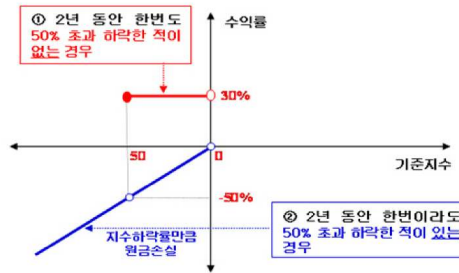 ① 2년 동안 한번도
50% 초과 하락한 적이
없는 경우
수익률
30%
50
0
기준지수
-50%
지수하락률만큼
원금손실
② 2년 동안 한번이라도
50% 초과 하락한 적이 있는
경우